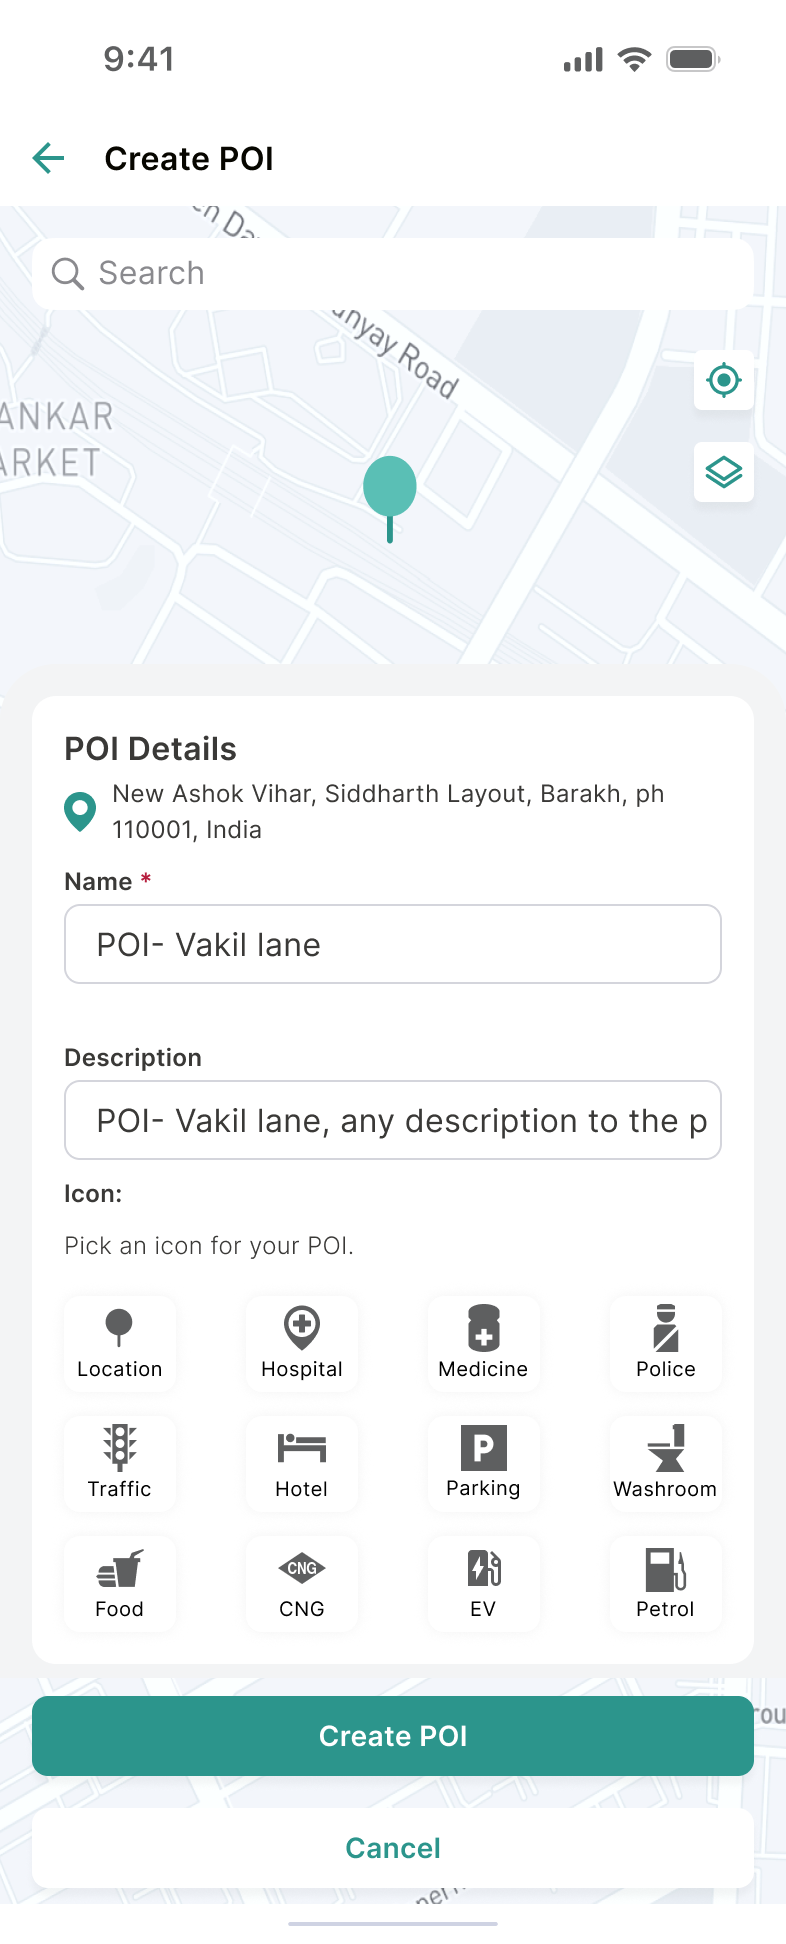 9:41
Create POI
Search
Road
ANKAR
ARKET
POI Details
New Ashok Vihar, Siddharth Layout, Barakh, ph
110001, India
Name *
POI- Vakil lane
Description
POI- Vakil lane, any description to the p
Icon:
Pick an icon for your POI.
Location Hospital Medicine Police
P
Traffic Hotel Parking Washroom
CNG
Food CNG EV Petrol
Create POI
Cancel